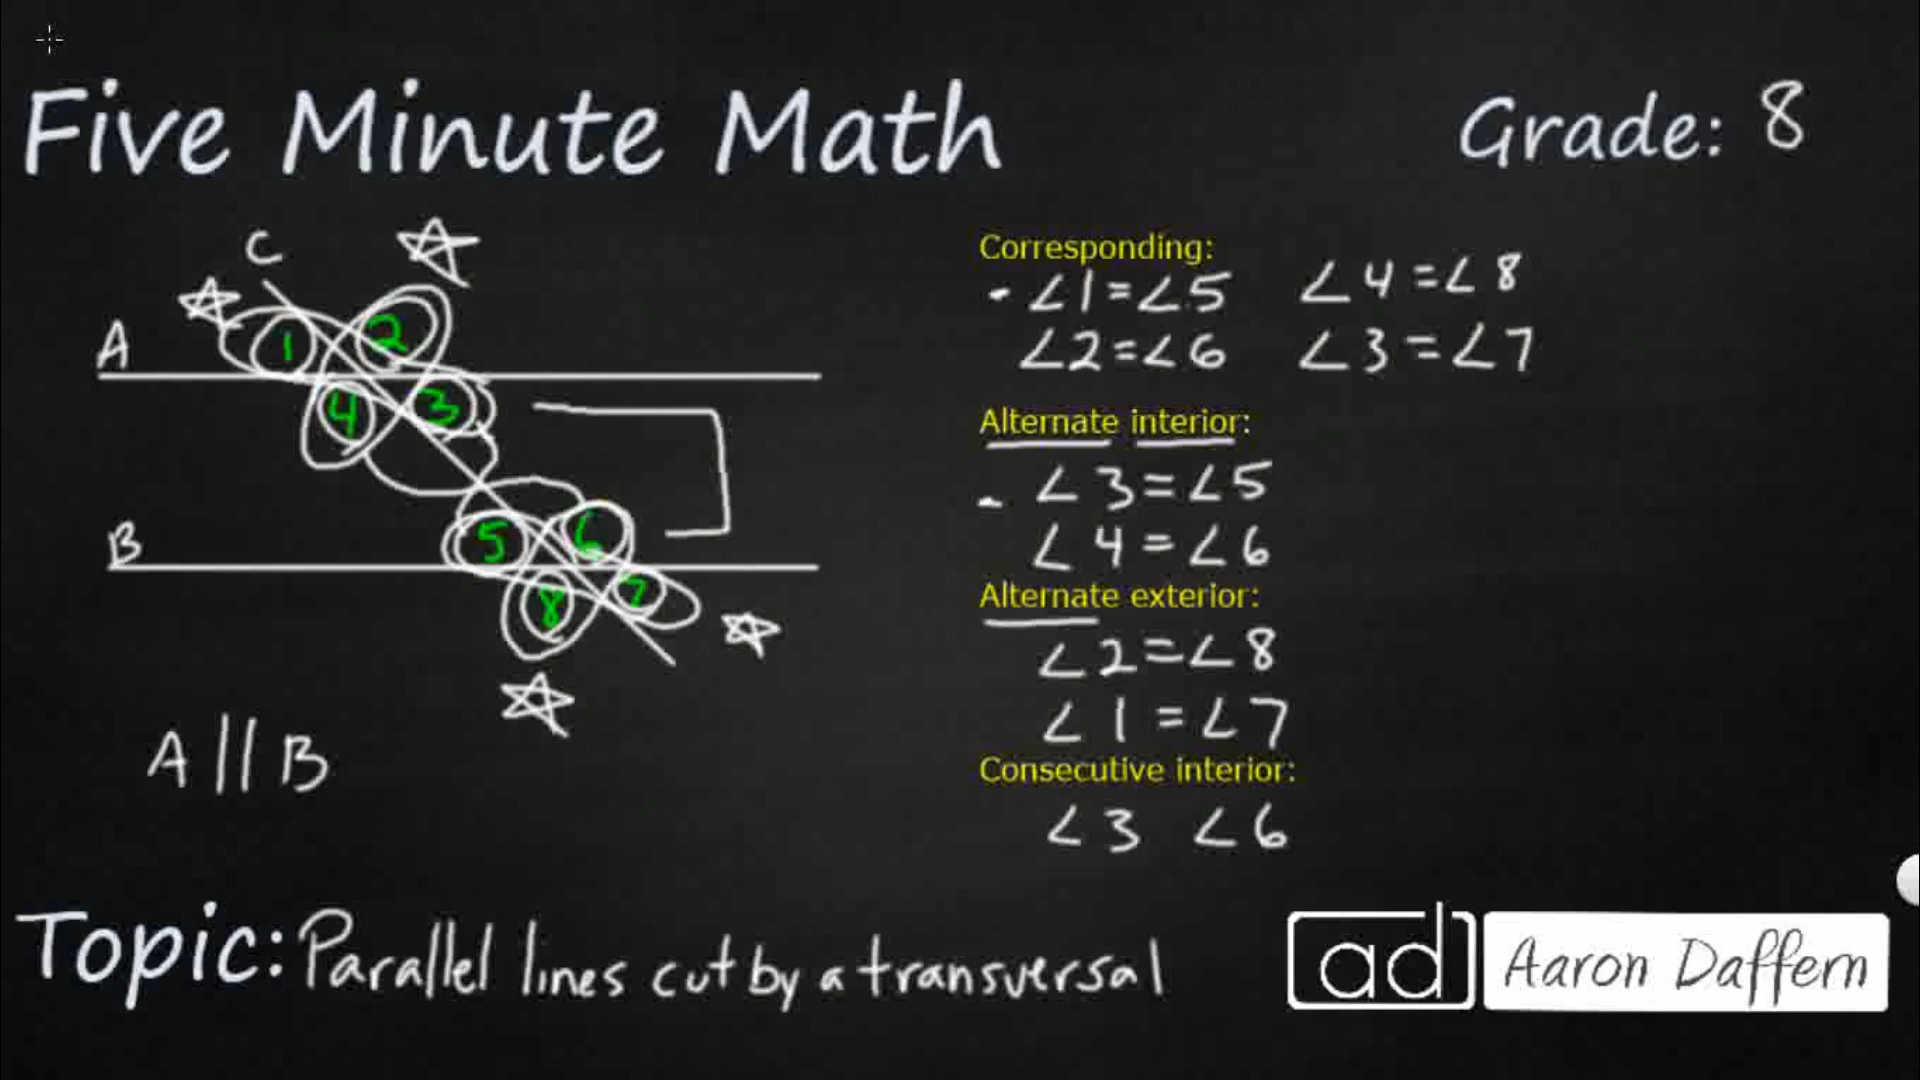 Five Minute Math
Grade: 8
C
A
1 2
4 3
B
5 6
8 7
A || B
Corresponding:
- ∠1=∠5 ∠4=∠8
∠2=∠6 ∠3=∠7
Alternate interior:
- ∠3=∠5
∠4=∠6
Alternate exterior:
∠2=∠8
∠1=∠7
Consecutive interior:
∠3 ∠6
Topic: Parallel lines cut by a transversal
ad Aaron Daffern